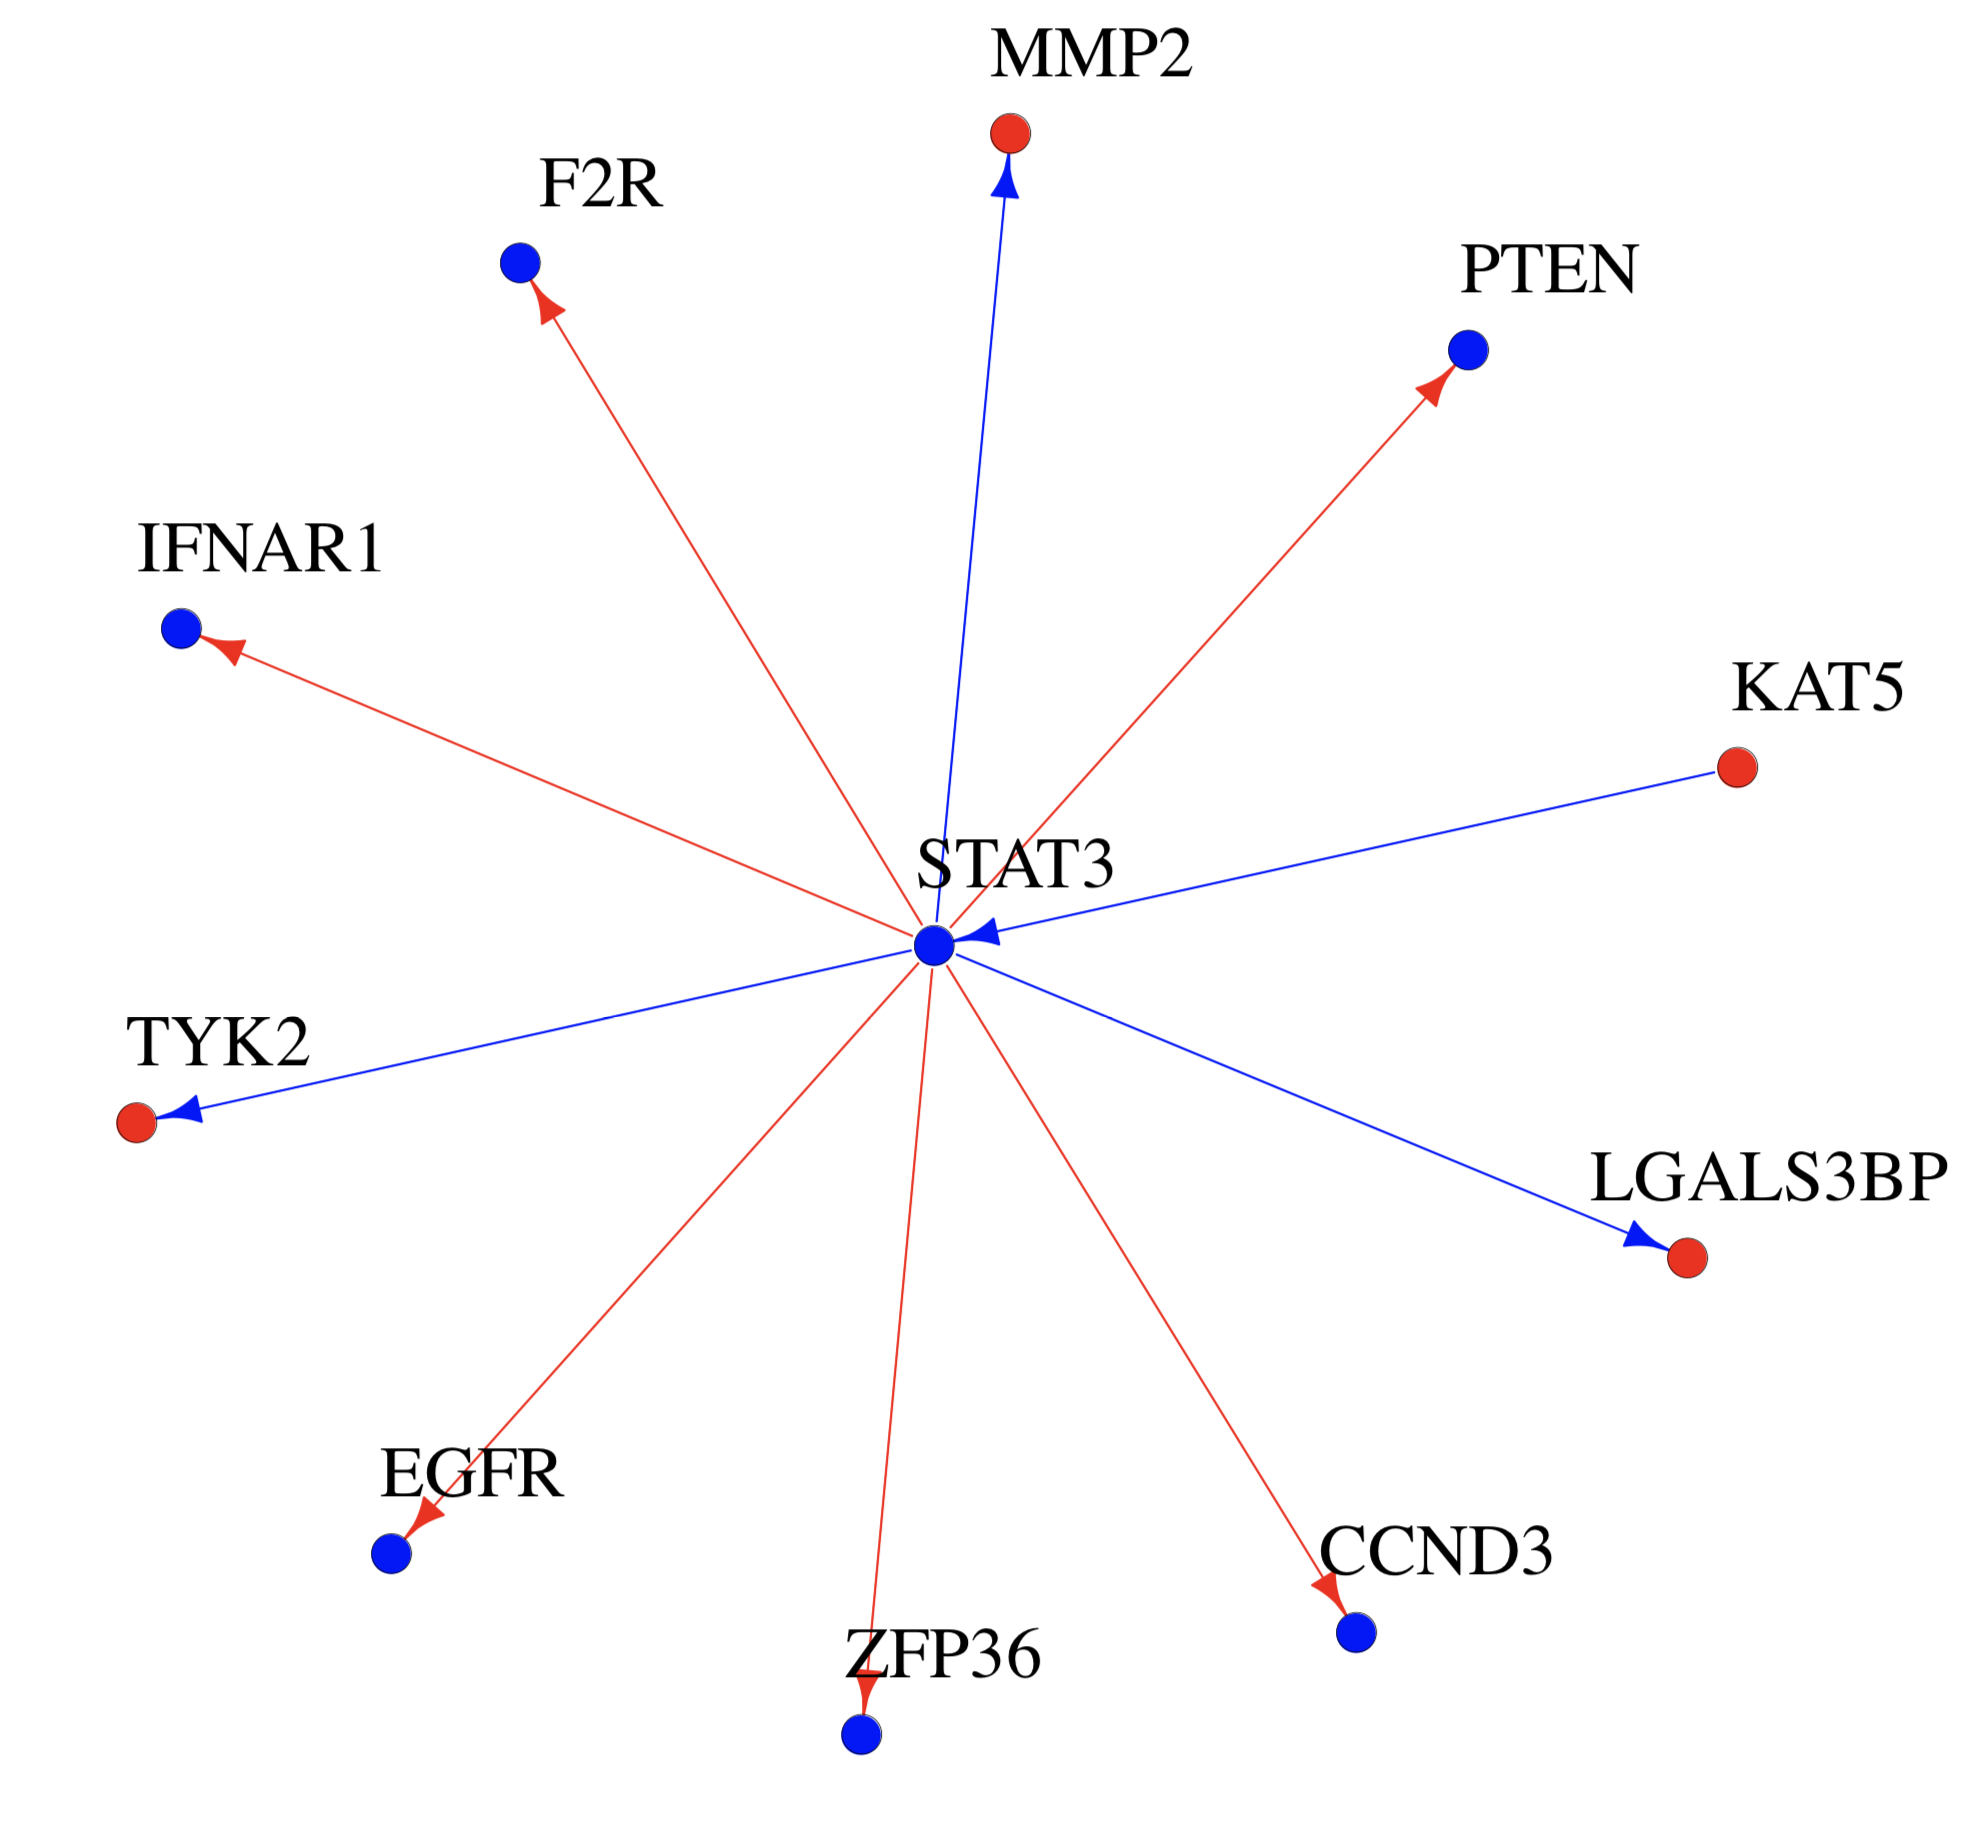 MMP2
F2R
PTEN
IFNAR1
KAT5
STAT3
TYK2
LGALS3BP
EGFR
CCND3
ZFP36